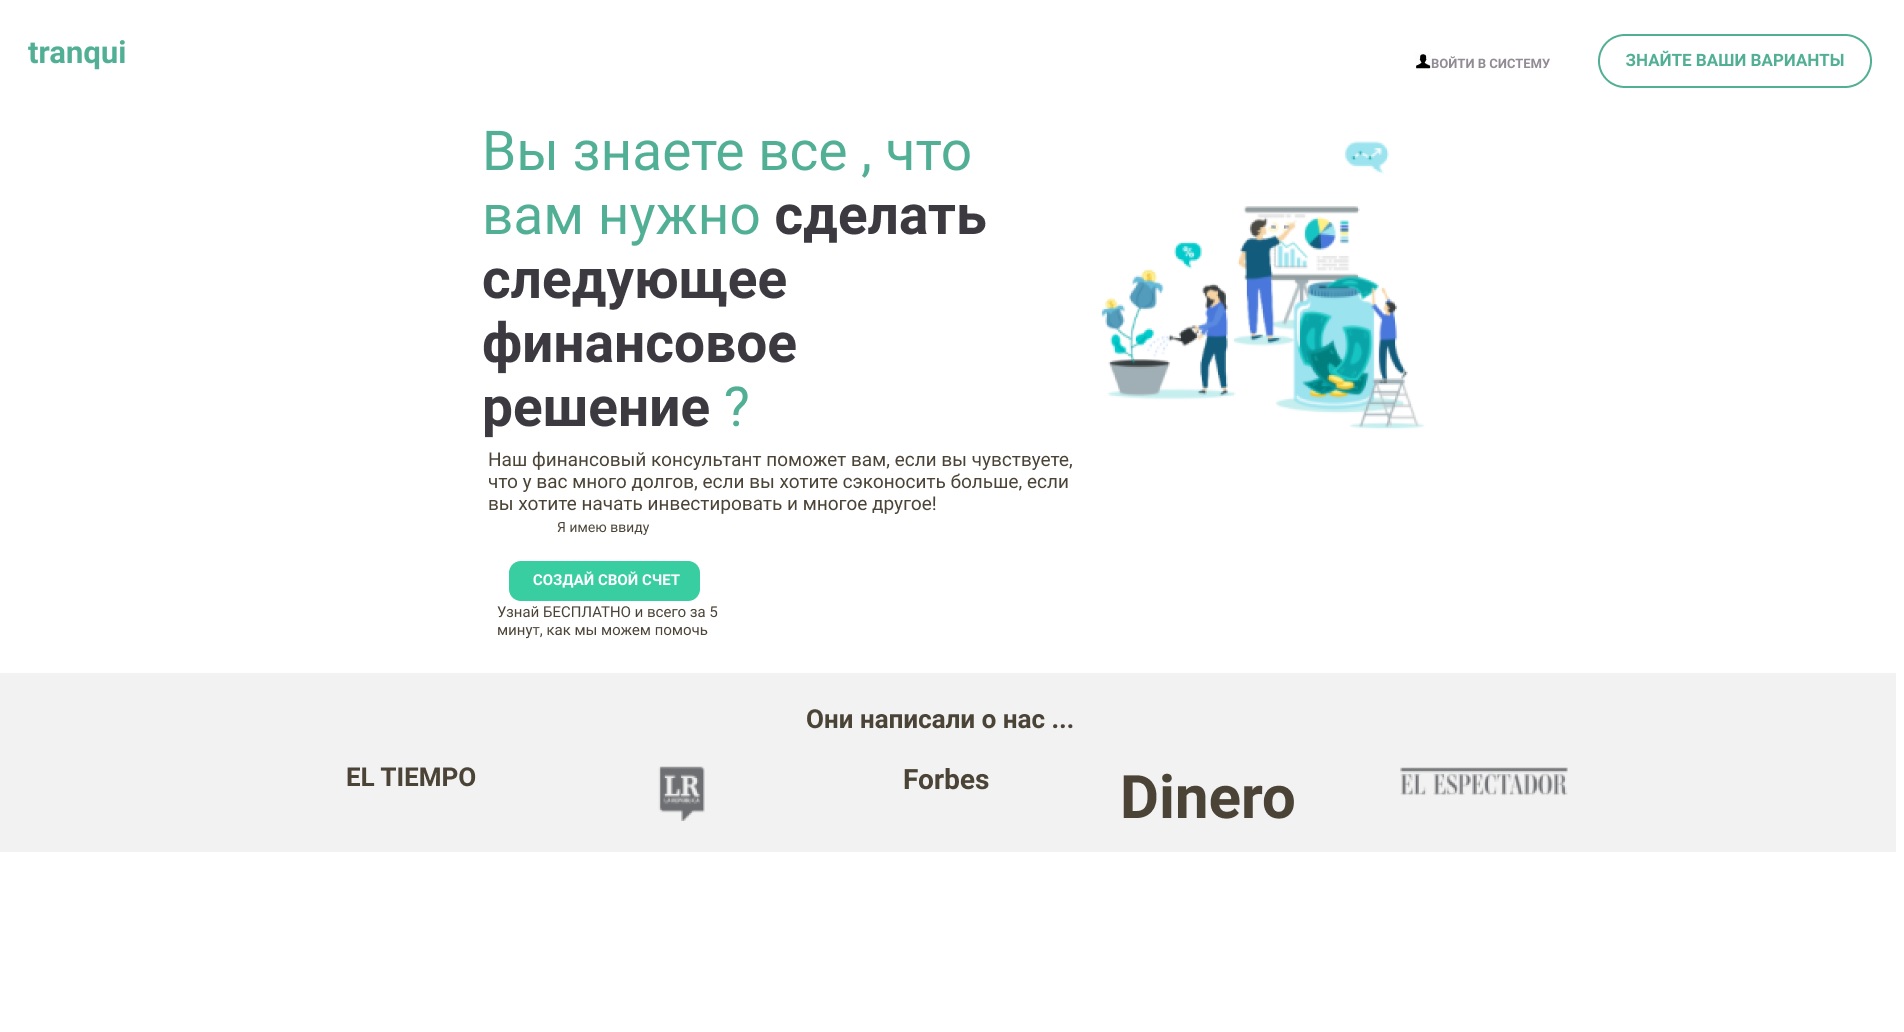 tranqui
ВОЙТИ В СИСТЕМУ
ЗНАЙТЕ ВАШИ ВАРИАНТЫ
Вы знаете все , что
вам нужно сделать
следующее
финансовое
решение ?
%
Наш финансовый консультант поможет вам, если вы чувствуете,
что у вас много долгов, если вы хотите сэконосить больше, если
вы хотите начать инвестировать и многое другое!
Я имею ввиду
СОЗДАЙ СВОЙ СЧЕТ
Узнай БЕСПЛАТНО и всего за 5
минут, как мы можем помочь
Они написали о нас ...
EL TIEMPO
LR
LA REPÚBLICA
Forbes
Dinero
EL ESPECTADOR